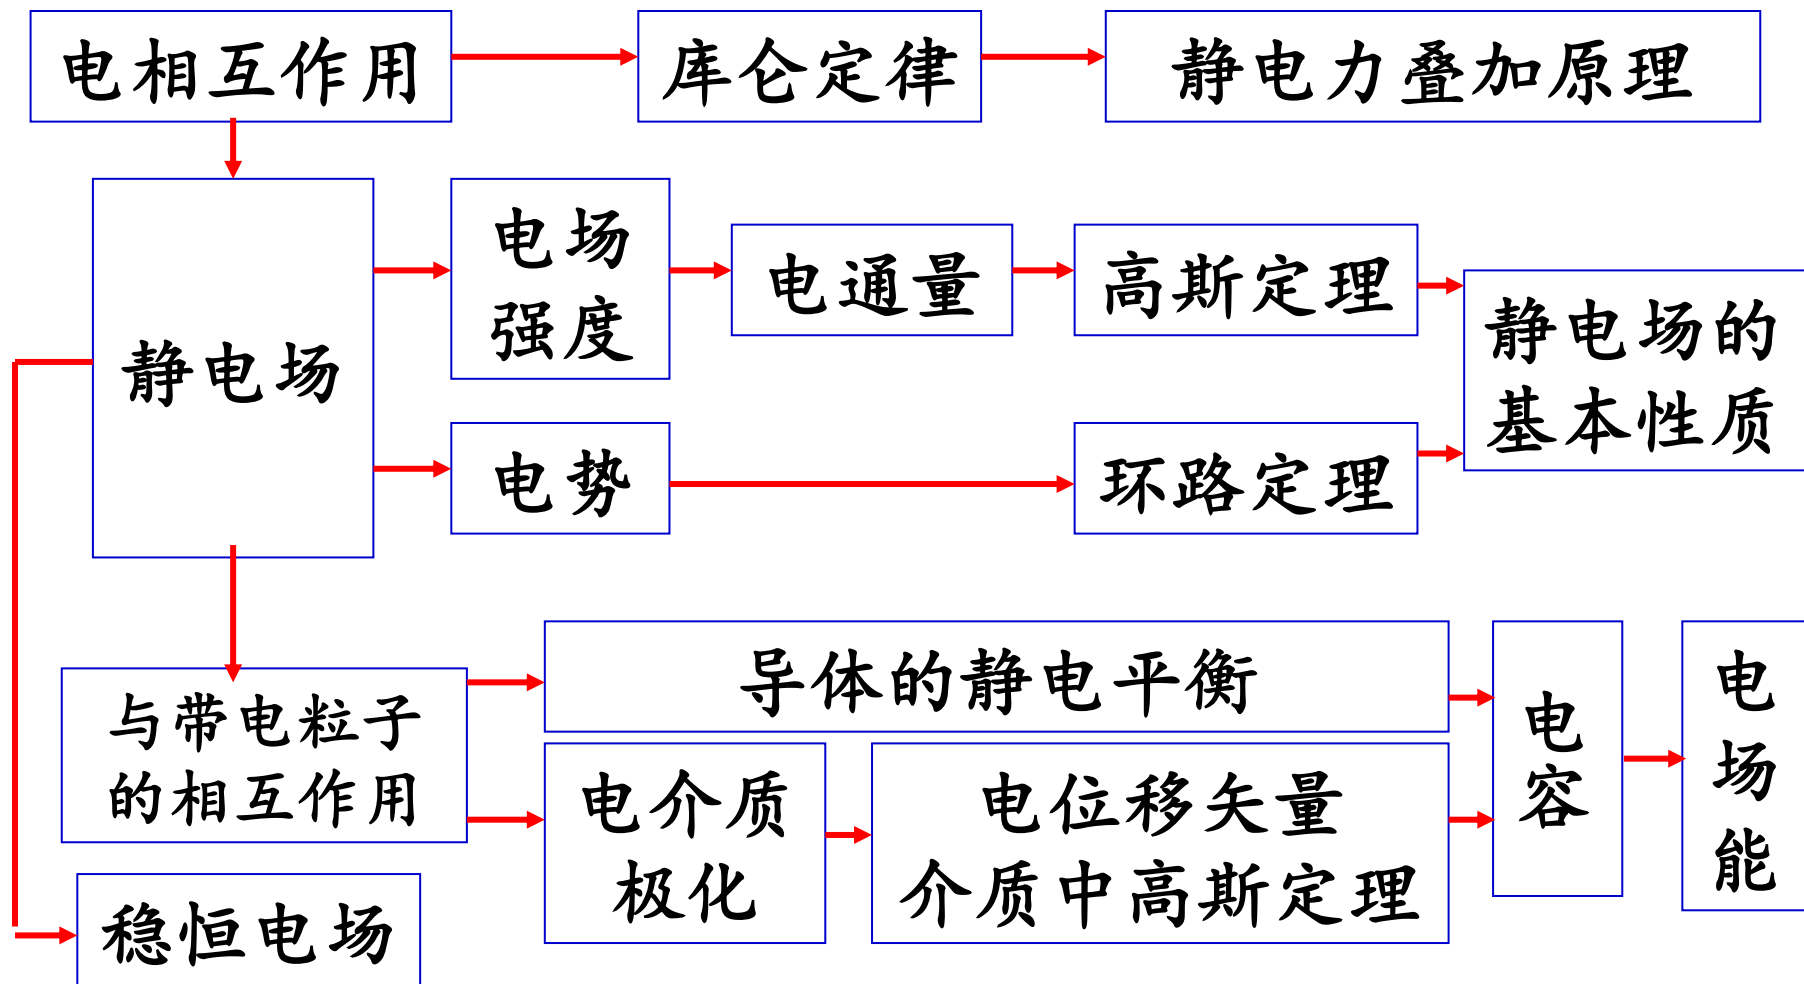 电相互作用
库仑定律
静电力叠加原理
静电场
电场
强度
电通量
高斯定理
静电场的
基本性质
电势
环路定理
与带电粒子
的相互作用
导体的静电平衡
电介质
极化
电位移矢量
介质中高斯定理
电
容
电
场
能
稳恒电场